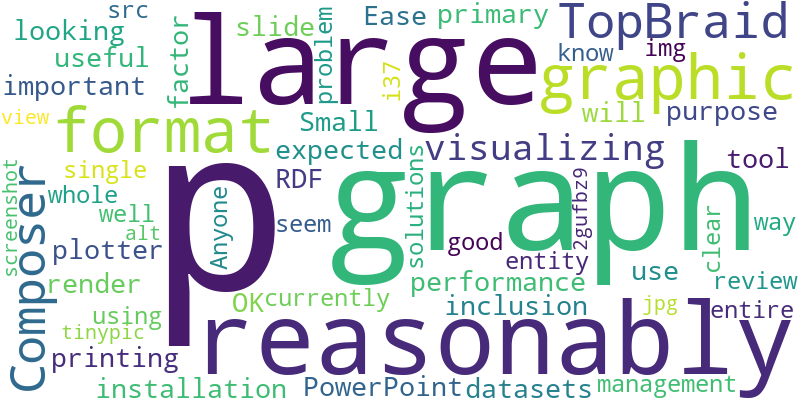 src
looking
useful
important
view
format
single
whole
well
alt
screenshot
Composer
plotter
render
using
tinypic
printing
installation
factor
slide
large
problem
i37
Ease
primary
Small
expected
RDF
p
Anyone
seem
graph
solutions
OK
currently
reasonably
PowerPoint
datasets
performance
inclusion
good
entity
2gufbz9
visualizing
TopBraid
know
img
graphic
will
purpose
tool
way
clear
use
review
jpg
entire
management